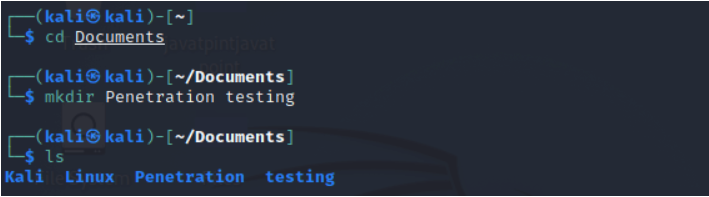 ┌──(kali㉿kali)-[~]
└─$ cd Documents
┌──(kali㉿kali)-[~/Documents]
└─$ mkdir Penetration testing
┌──(kali㉿kali)-[~/Documents]
└─$ ls
Kali  Linux  Penetration  testing